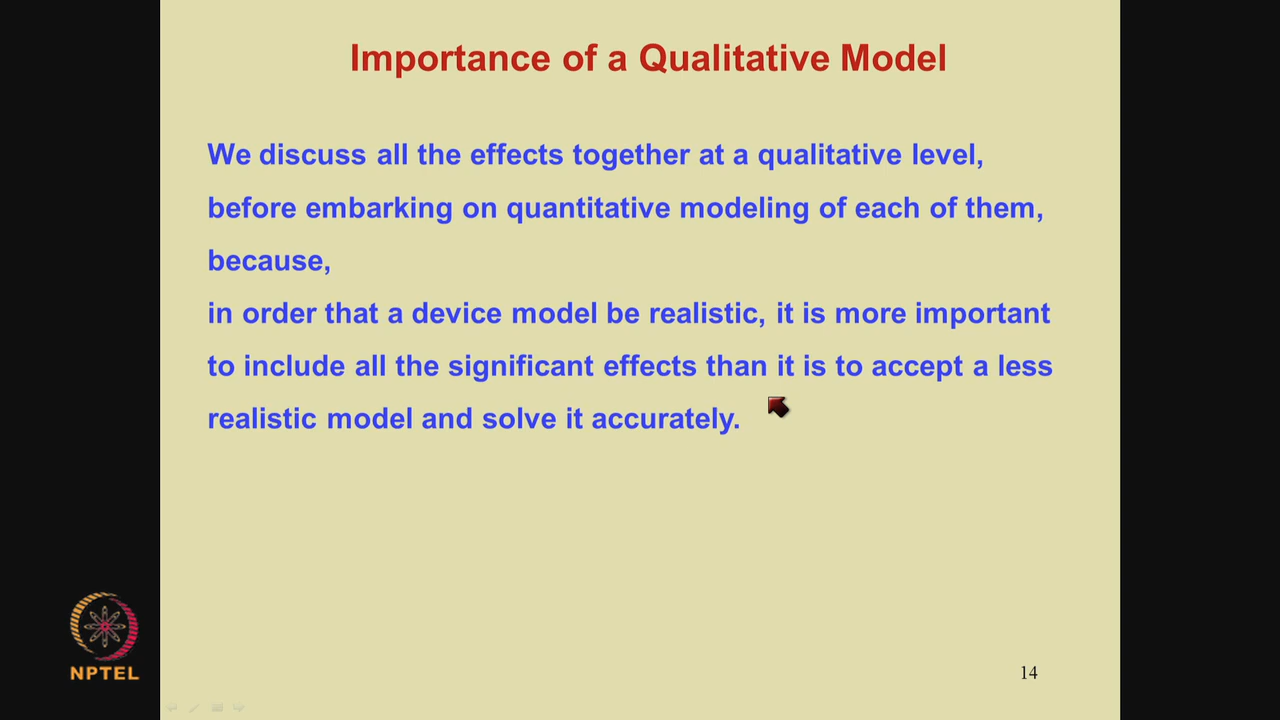 Importance of a Qualitative Model
We discuss all the effects together at a qualitative level,
before embarking on quantitative modeling of each of them,
because,
in order that a device model be realistic, it is more important
to include all the significant effects than it is to accept a less
realistic model and solve it accurately.
NPTEL
14